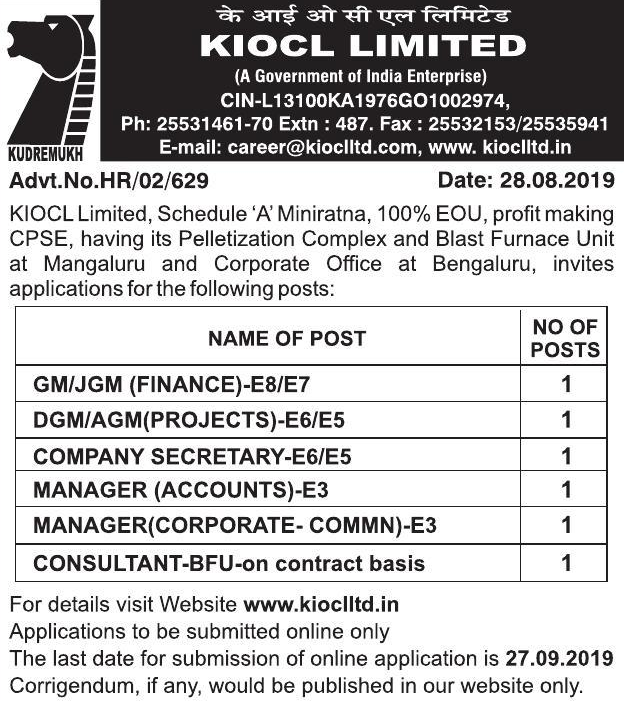 के आई ओ सी एल लिमिटेड
KIOCL LIMITED
(A Government of India Enterprise)
CIN-L13100KA1976GO1002974,
Ph: 25531461-70 Extn : 487. Fax : 25532153/25535941
E-mail: career@kioclltd.com, www. kioclltd.in
KUDREMUKH
Advt.No.HR/02/629 Date: 28.08.2019
KIOCL Limited, Schedule 'A' Miniratna, 100% EOU, profit making
CPSE, having its Pelletization Complex and Blast Furnace Unit
at Mangaluru and Corporate Office at Bengaluru, invites
applications for the following posts:
NAME OF POST NO OF
POSTS
GM/JGM (FINANCE)-E8/E7 1
DGM/AGM(PROJECTS)-E6/E5 1
COMPANY SECRETARY-E6/E5 1
MANAGER (ACCOUNTS)-E3 1
MANAGER(CORPORATE- COMMN)-E3 1
CONSULTANT-BFU-on contract basis 1
For details visit Website www.kioclltd.in
Applications to be submitted online only
The last date for submission of online application is 27.09.2019
Corrigendum, if any, would be published in our website only.